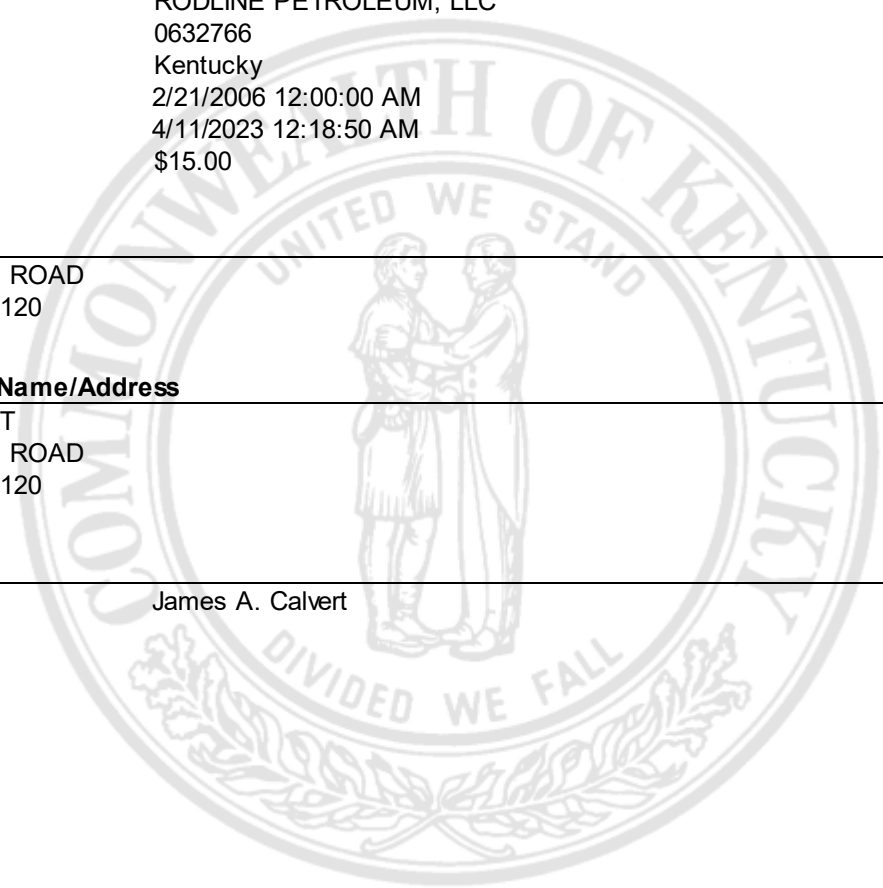 RODLINE PETROLEUM, LLC
0632766
Kentucky
2/21/2006 12:00:00 AM
4/11/2023 12:18:50 AM
$15.00
ROAD
120
Name/Address
T
ROAD
120
James A. Calvert
COMMONWEALTH OF KENTUCKY
UNITED WE STAND
DIVIDED WE FALL